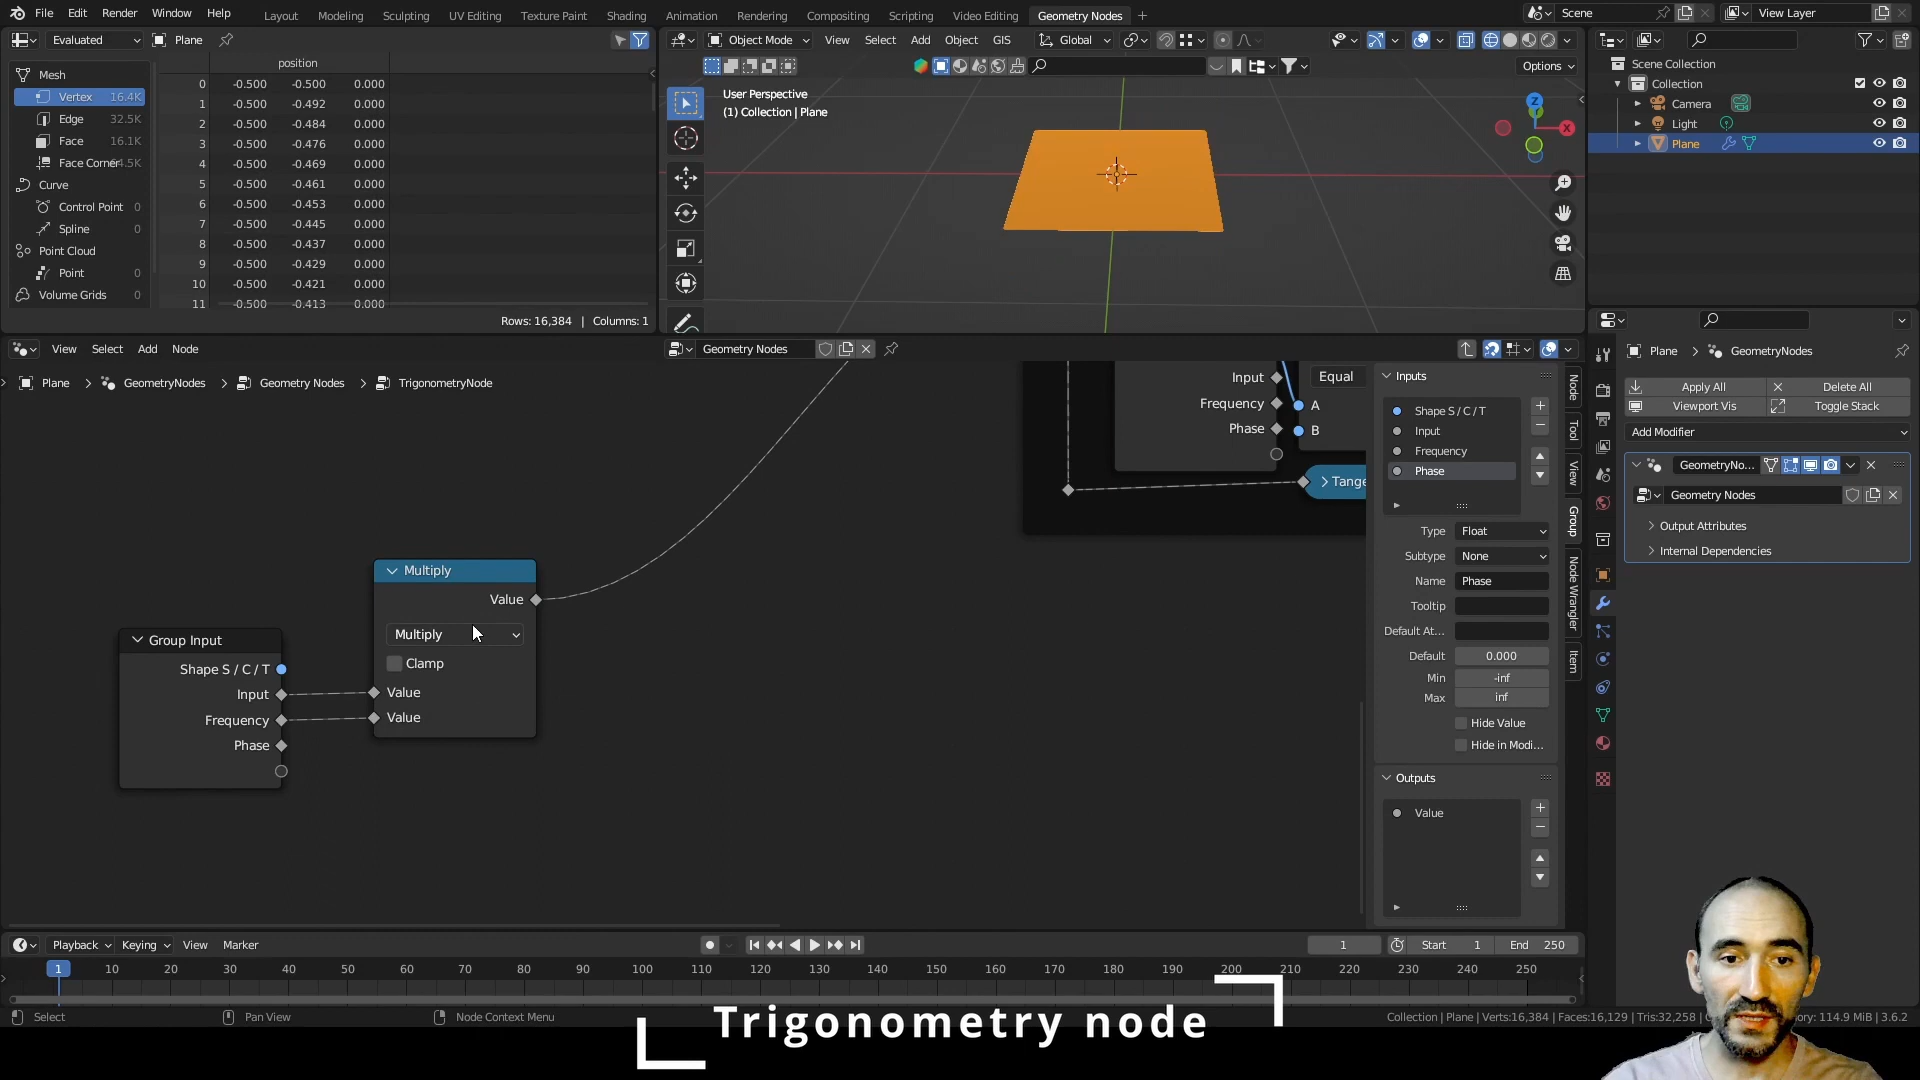 File Edit Render Window Help Layout Modeling Sculpting UV Editing Texture Paint Shading Animation Rendering Compositing Scripting Video Editing Geometry Nodes + Scene View Layer
Evaluated Plane
Object Mode View Select Add Object GIS Global
Options
position
Mesh
Vertex 16.4K
Edge 32.5K
Face 16.1K
Face Corner
Curve
Control Point 0
Spline 0
Point Cloud
Point 0
Volume Grids 0
0 -0.500 -0.500 0.000
1 -0.500 -0.492 0.000
2 -0.500 -0.484 0.000
3 -0.500 -0.476 0.000
4 -0.500 -0.469 0.000
5 -0.500 -0.461 0.000
6 -0.500 -0.453 0.000
7 -0.500 -0.445 0.000
8 -0.500 -0.437 0.000
9 -0.500 -0.429 0.000
10 -0.500 -0.421 0.000
11 -0.500 -0.413 0.000
Rows: 16,384 | Columns: 1
User Perspective
(1) Collection | Plane
Z
X
Scene Collection
Collection
Camera
Light
Plane
View Select Add Node Geometry Nodes
Plane > GeometryNodes > Geometry Nodes > TrigonometryNode
Input
Frequency
Phase
Equal
A
B
Tange
Multiply
Value
Multiply
Clamp
Value
Value
Group Input
Shape S / C / T
Input
Frequency
Phase
Inputs
Shape S / C / T
Input
Frequency
Phase
Type Float
Subtype None
Name Phase
Tooltip
Default At...
Default 0.000
Min -inf
Max inf
Hide Value
Hide in Modi...
Outputs
Value
Node
Tool
View
Group
Node Wrangler
Item
Plane > GeometryNodes
Apply All Delete All
Viewport Vis Toggle Stack
Add Modifier
GeometryNo...
Geometry Nodes
Output Attributes
Internal Dependencies
Playback Keying View Marker 1 Start 1 End 250
1 10 20 30 40 50 60 70 80 90 100 110 120 130 140 150 160 170 180 190 200 210 220 230 240 250
Select Pan View Node Context Menu
Collection | Plane | Verts:16,384 | Faces:16,129 | Tris:32,258 | 114.9 MiB | 3.6.2
Trigonometry node